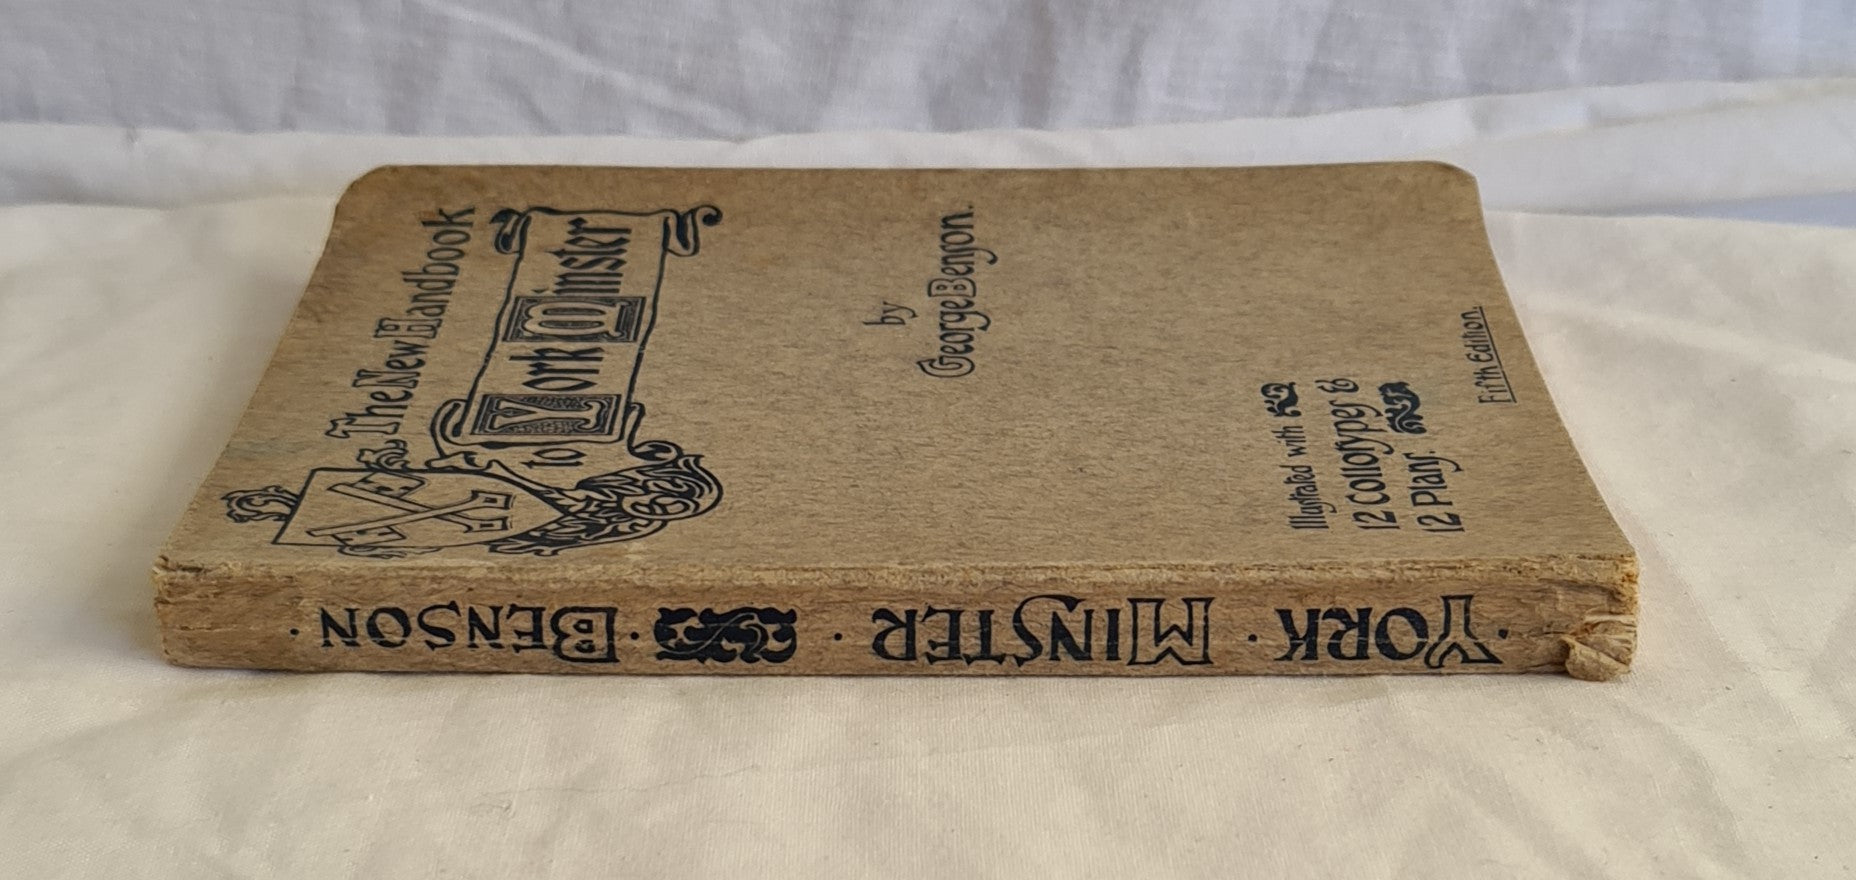 The New Handbook
to York Minster
by
George Benson.
Illustrated with
12 Collotypes &
12 Plans.
Fifth Edition.
· YORK · MINSTER · BENSON ·